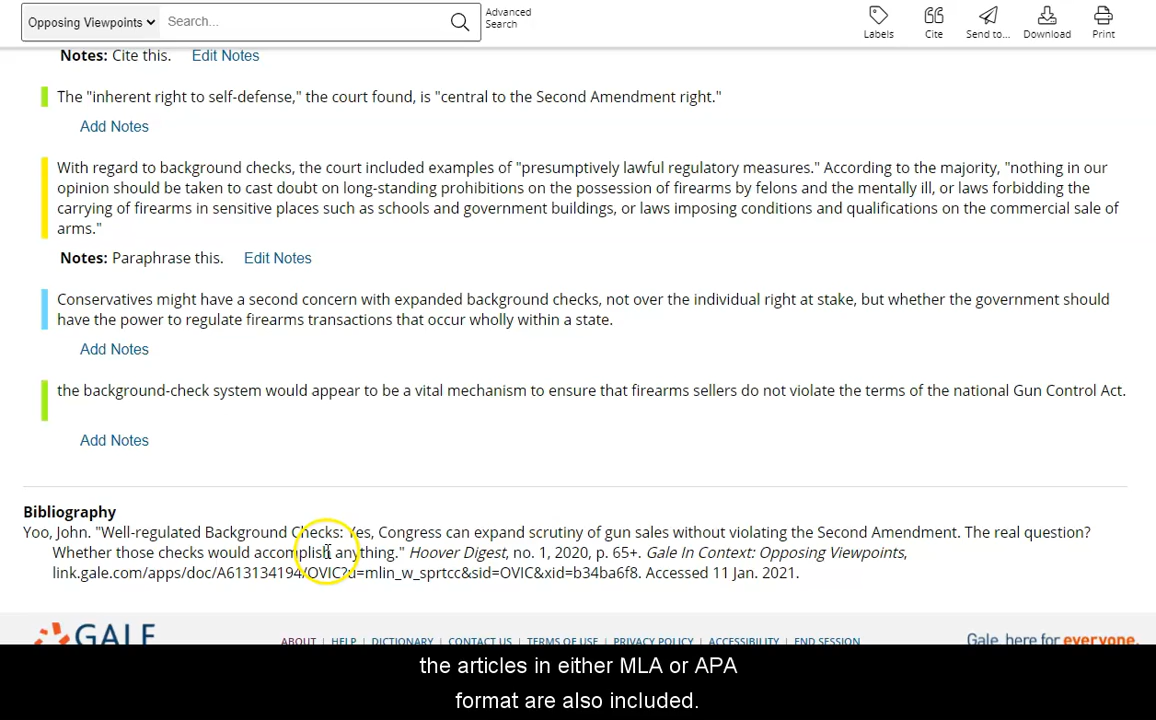 Opposing Viewpoints
Search...
Advanced
Search
Labels
Cite
Send to...
Download
Print
Notes: Cite this. Edit Notes
The "inherent right to self-defense," the court found, is "central to the Second Amendment right."
Add Notes
With regard to background checks, the court included examples of "presumptively lawful regulatory measures." According to the majority, "nothing in our
opinion should be taken to cast doubt on long-standing prohibitions on the possession of firearms by felons and the mentally ill, or laws forbidding the
carrying of firearms in sensitive places such as schools and government buildings, or laws imposing conditions and qualifications on the commercial sale of
arms."
Notes: Paraphrase this. Edit Notes
Conservatives might have a second concern with expanded background checks, not over the individual right at stake, but whether the government should
have the power to regulate firearms transactions that occur wholly within a state.
Add Notes
the background-check system would appear to be a vital mechanism to ensure that firearms sellers do not violate the terms of the national Gun Control Act.
Add Notes
Bibliography
Yoo, John. "Well-regulated Background Checks: Yes, Congress can expand scrutiny of gun sales without violating the Second Amendment. The real question?
Whether those checks would accomplish anything." Hoover Digest, no. 1, 2020, p. 65+. Gale In Context: Opposing Viewpoints,
link.gale.com/apps/doc/A613134194/OVIC?u=mlin_w_sprtcc&sid=OVIC&xid=b34ba6f8. Accessed 11 Jan. 2021.
GALE
ABOUT | HELP | DICTIONARY | CONTACT US | TERMS OF USE | PRIVACY POLICY | ACCESSIBILITY | END SESSION
Gale, here for everyone.
the articles in either MLA or APA
format are also included.